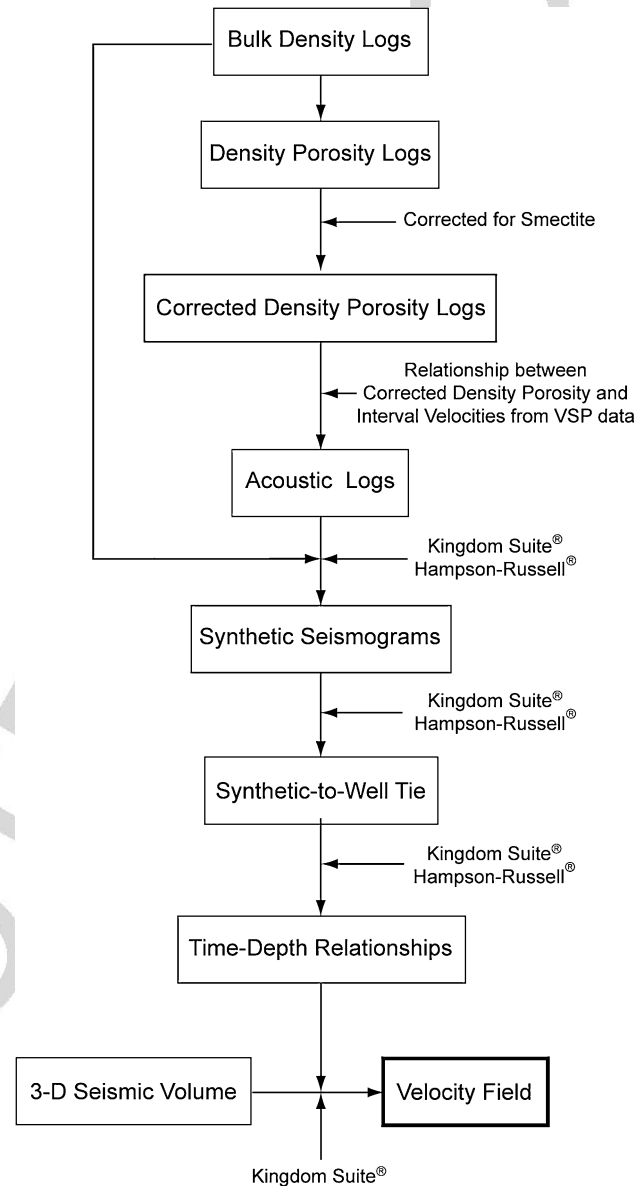 Bulk Density Logs
Density Porosity Logs
Corrected for Smectite
Corrected Density Porosity Logs
Relationship between
Corrected Density Porosity and
Interval Velocities from VSP data
Acoustic Logs
Kingdom Suite®
Hampson-Russell®
Synthetic Seismograms
Kingdom Suite®
Hampson-Russell®
Synthetic-to-Well Tie
Kingdom Suite®
Hampson-Russell®
Time-Depth Relationships
3-D Seismic Volume
Velocity Field
Kingdom Suite®